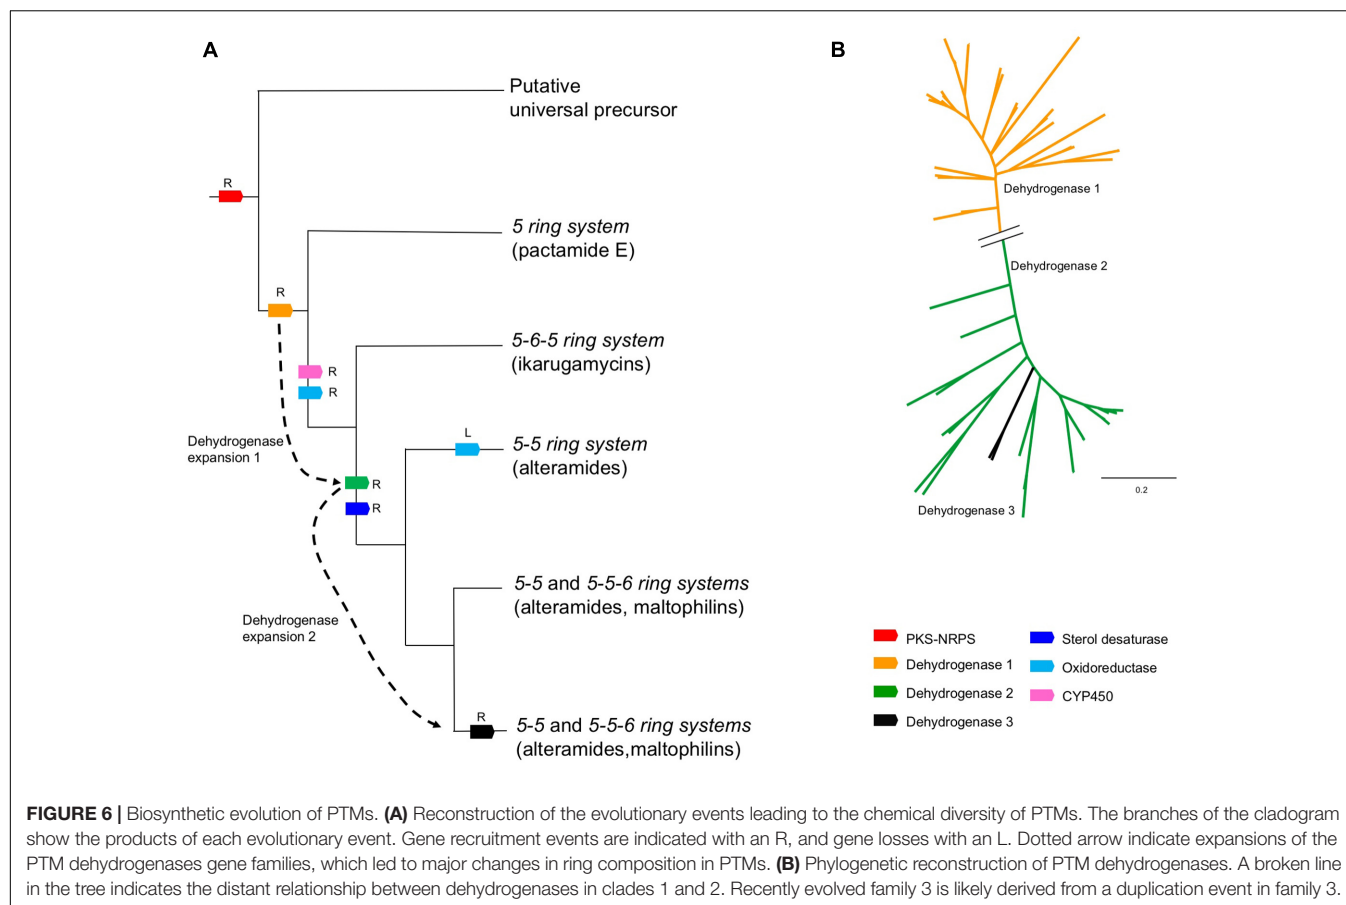 A
B
Putative
universal precursor
R
5 ring system
(pactamide E)
R
5-6-5 ring system
(ikarugamycins)
R
R
Dehydrogenase
expansion 1
L
5-5 ring system
(alteramides)
R
R
5-5 and 5-5-6 ring systems
(alteramides, maltophilins)
Dehydrogenase
expansion 2
R
5-5 and 5-5-6 ring systems
(alteramides,maltophilins)
Dehydrogenase 1
Dehydrogenase 2
Dehydrogenase 3
0.2
PKS-NRPS
Dehydrogenase 1
Dehydrogenase 2
Dehydrogenase 3
Sterol desaturase
Oxidoreductase
CYP450
FIGURE 6 | Biosynthetic evolution of PTMs. (A) Reconstruction of the evolutionary events leading to the chemical diversity of PTMs. The branches of the cladogram
show the products of each evolutionary event. Gene recruitment events are indicated with an R, and gene losses with an L. Dotted arrow indicate expansions of the
PTM dehydrogenases gene families, which led to major changes in ring composition in PTMs. (B) Phylogenetic reconstruction of PTM dehydrogenases. A broken line
in the tree indicates the distant relationship between dehydrogenases in clades 1 and 2. Recently evolved family 3 is likely derived from a duplication event in family 3.